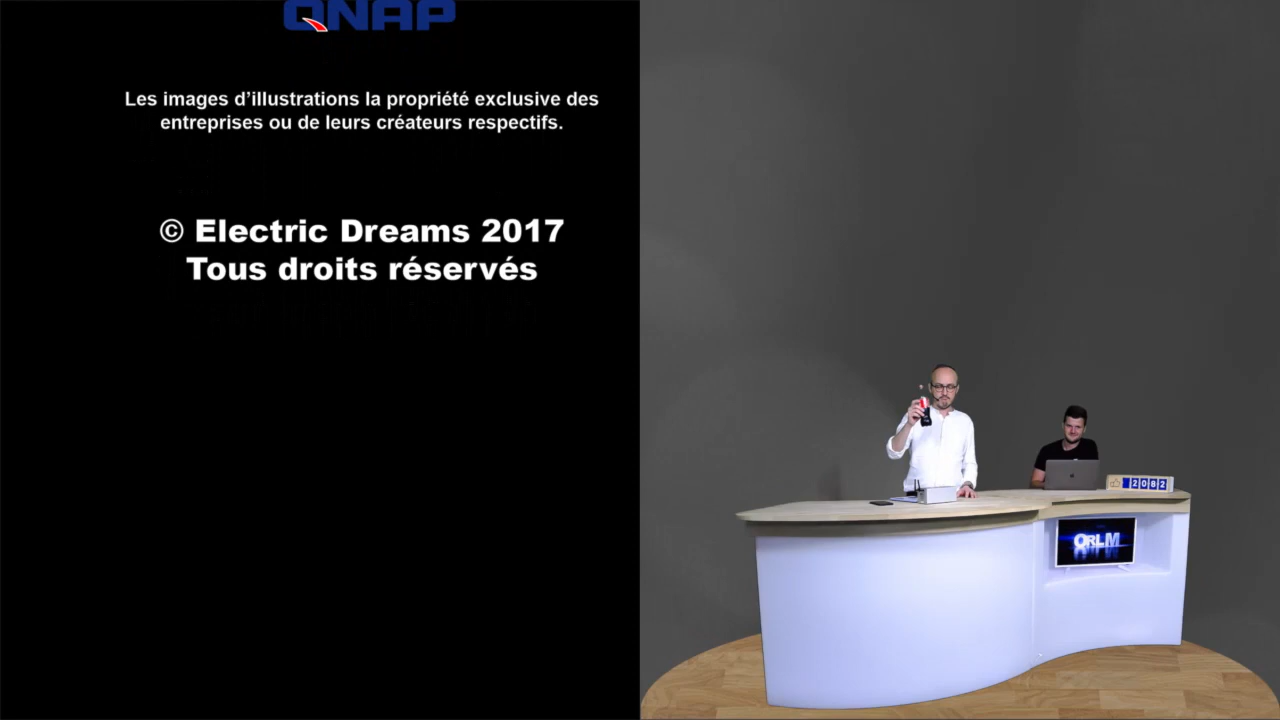 QNAP
Les images d'illustrations la propriété exclusive des
entreprises ou de leurs créateurs respectifs.
© Electric Dreams 2017
Tous droits réservés
2082
ORLM